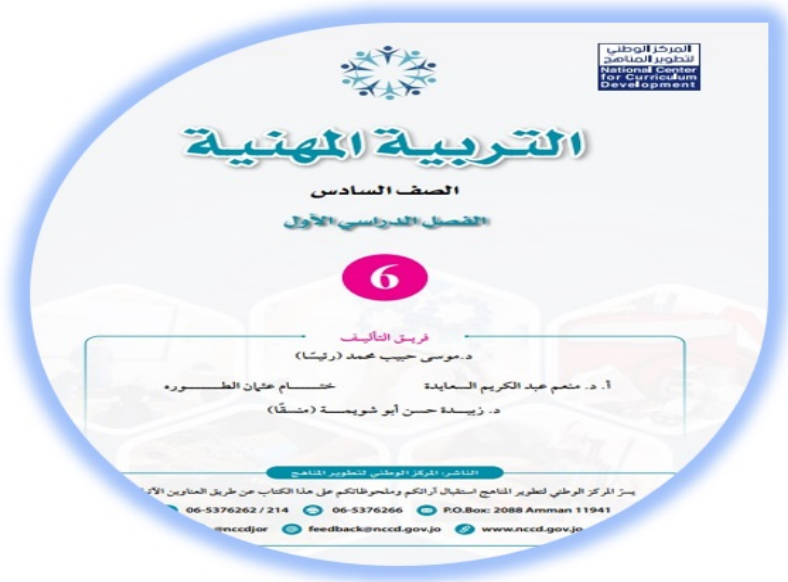 المركز الوطني
لتطوير المناهج
National Center
for Curriculum
Development
التربية المهنية
الصف السادس
الفصل الدراسي الأول
6
فريق التأليف
د.موسى حبيب محمد (رئيسًا)
أ. د. منعم عبد الكريم السعايدة ختام عثمان الطوره
د. زبيدة حسن أبو شويمة (منسقًا)
الناشر: المركز الوطني لتطوير المناهج
يسرّ المركز الوطني لتطوير المناهج استقبال آرائكم وملحوظاتكم على هذا الكتاب عن طريق العناوين
06-5376262 / 214 06-5376266 P.O.Box: 2088 Amman 11941
@nccdjor feedback@nccd.gov.jo www.nccd.gov.jo